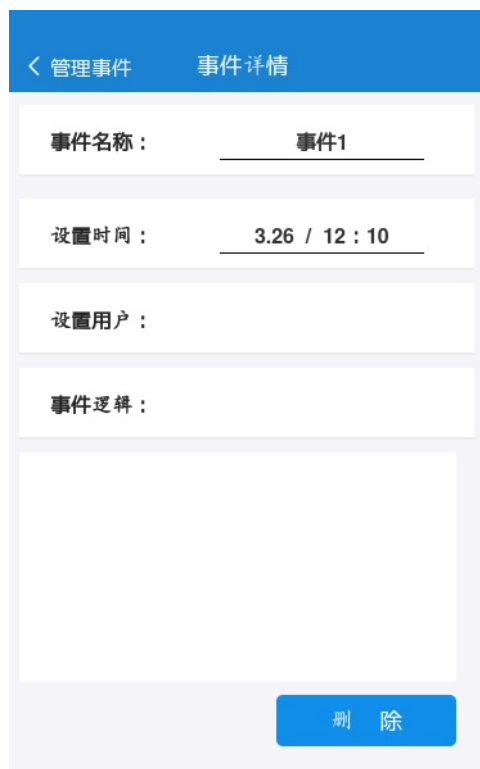 管理事件 事件详情
事件名称： 事件1
设置时间： 3.26 / 12：10
设置用户：
事件逻辑：
删 除